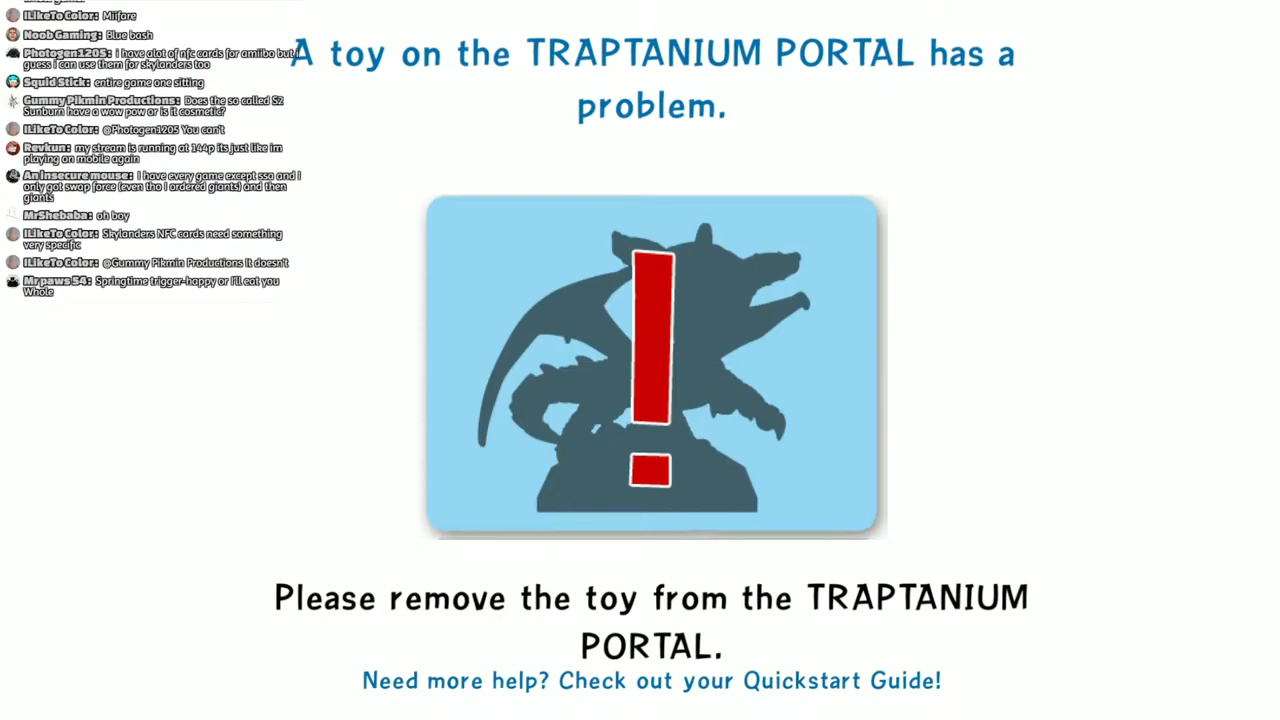 ILikeToColor: Miifare
Noob Gaming: Blue bash
Photogen1205: i have alot of nfc cards for amiibo but i
guess i can use them for skylanders too
Squid Stick: entire game one sitting
Gummy Pikmin Productions: Does the so called S2
Sunburn have a wow pow or is it cosmetic?
ILikeToColor: @Photogen1205 You can't
Revkun: my stream is running at 144p its just like im
playing on mobile again
An insecure mouse: I have every game except ssa and I
only got swap force (even tho I ordered giants) and then
giants
MrShebaba: oh boy
ILikeToColor: Skylanders NFC cards need something
very specific
ILikeToColor: @Gummy Pikmin Productions It doesn't
Mrpaws54: Springtime trigger-happy or I'll eat you
Whole
A toy on the TRAPTANIUM PORTAL has a
problem.
!
Please remove the toy from the TRAPTANIUM
PORTAL.
Need more help? Check out your Quickstart Guide!